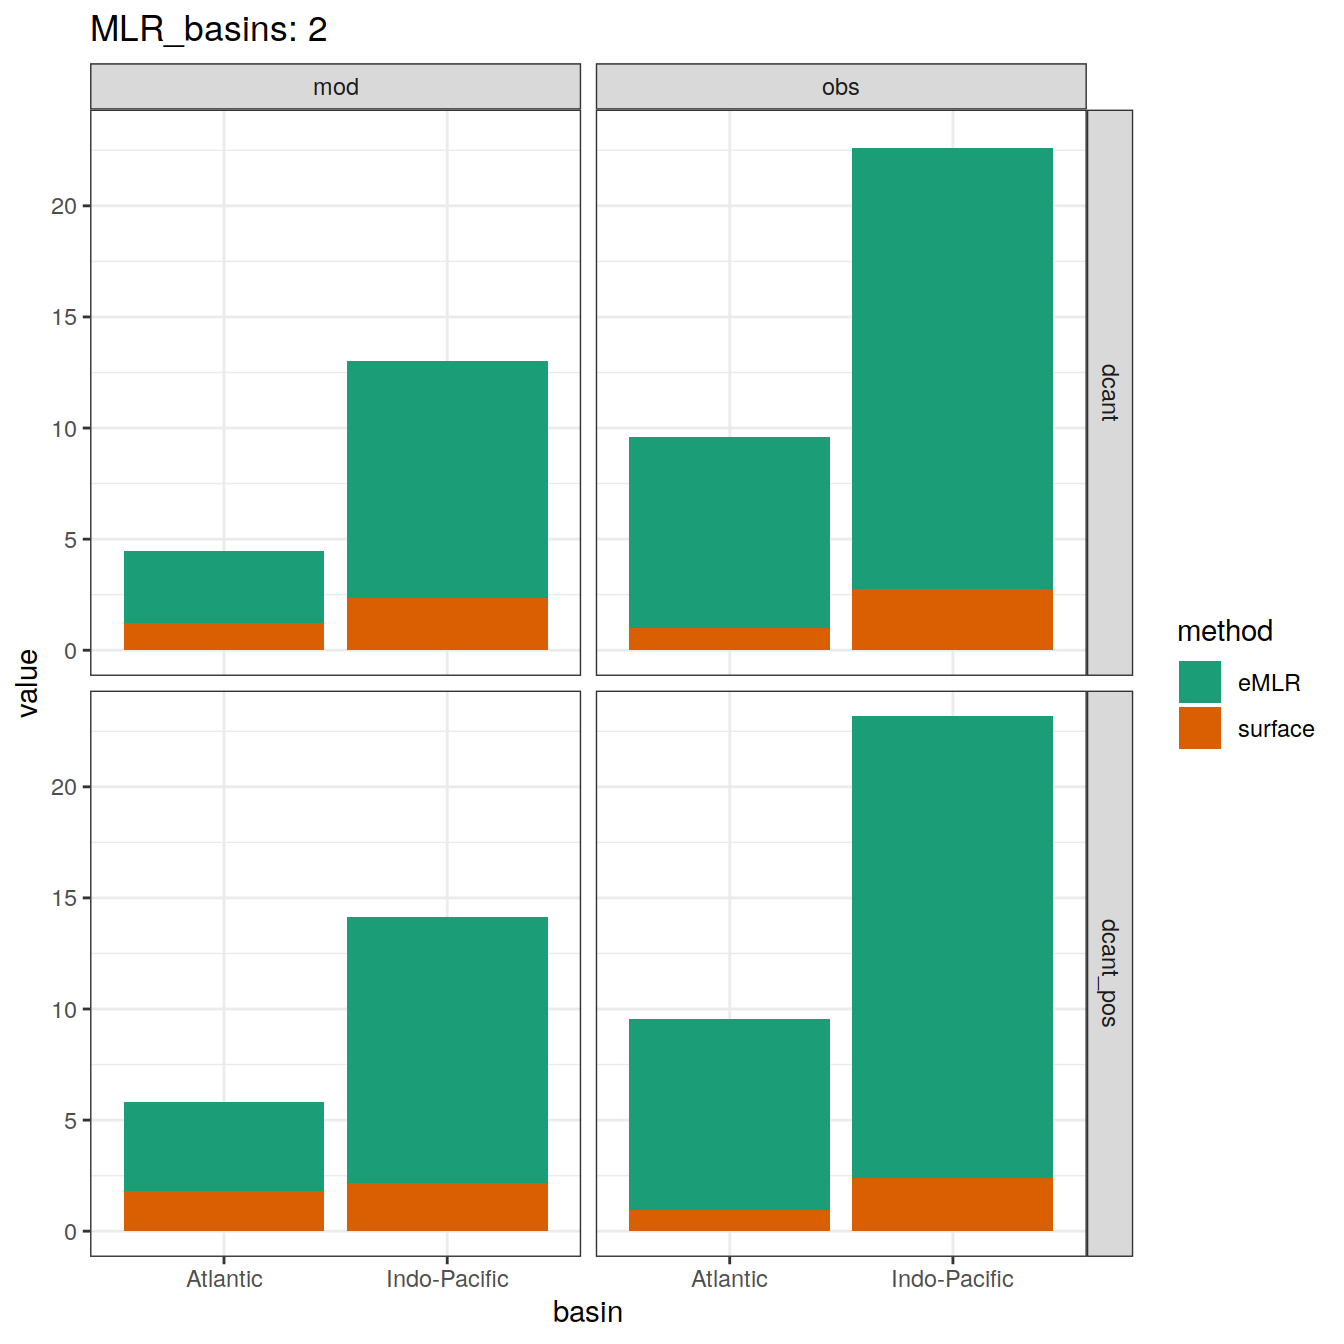 MLR_basins: 2
mod
obs
20
15
10
5
0
dcant
20
15
10
5
0
dcant_pos
value
Atlantic
Indo-Pacific
Atlantic
Indo-Pacific
basin
method
eMLR
surface